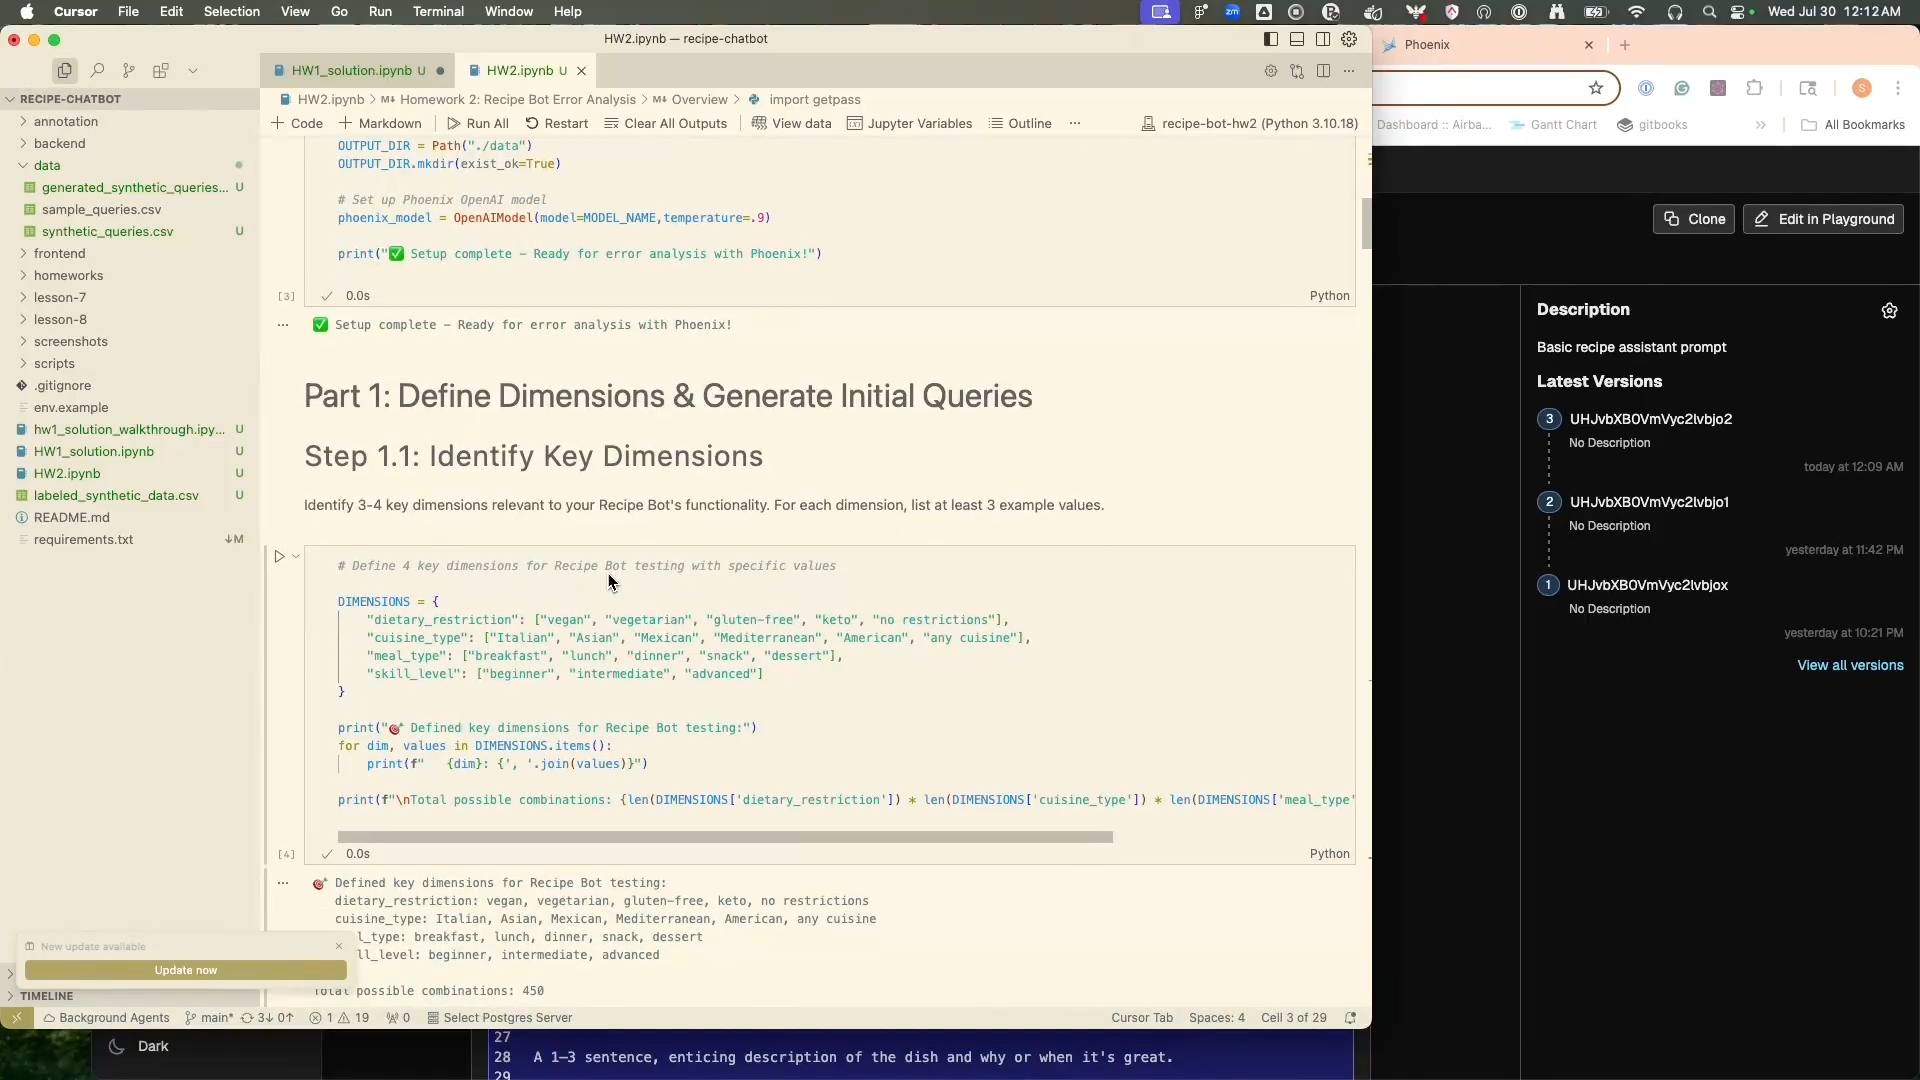 Cursor File Edit Selection View Go Run Terminal Window Help
zm
Wed Jul 30 12:12 AM
HW2.ipynb — recipe-chatbot
HW1_solution.ipynb U
HW2.ipynb U
RECIPE-CHATBOT
annotation
backend
data
generated_synthetic_queries... U
sample_queries.csv
synthetic_queries.csv U
frontend
homeworks
lesson-7
lesson-8
screenshots
scripts
.gitignore
env.example
hw1_solution_walkthrough.ipy... U
HW1_solution.ipynb U
HW2.ipynb U
labeled_synthetic_data.csv U
README.md
requirements.txt ↓M
New update available
Update now
TIMELINE
HW2.ipynb > M↓ Homework 2: Recipe Bot Error Analysis > M↓ Overview > import getpass
+ Code + Markdown Run All Restart Clear All Outputs View data Jupyter Variables Outline ... recipe-bot-hw2 (Python 3.10.18)
OUTPUT_DIR = Path("./data")
OUTPUT_DIR.mkdir(exist_ok=True)
# Set up Phoenix OpenAI model
phoenix_model = OpenAIModel(model=MODEL_NAME,temperature=.9)
print("✅ Setup complete – Ready for error analysis with Phoenix!")
[3] ✓ 0.0s Python
... ✅ Setup complete – Ready for error analysis with Phoenix!
Part 1: Define Dimensions & Generate Initial Queries
Step 1.1: Identify Key Dimensions
Identify 3-4 key dimensions relevant to your Recipe Bot's functionality. For each dimension, list at least 3 example values.
# Define 4 key dimensions for Recipe Bot testing with specific values
DIMENSIONS = {
"dietary_restriction": ["vegan", "vegetarian", "gluten-free", "keto", "no restrictions"],
"cuisine_type": ["Italian", "Asian", "Mexican", "Mediterranean", "American", "any cuisine"],
"meal_type": ["breakfast", "lunch", "dinner", "snack", "dessert"],
"skill_level": ["beginner", "intermediate", "advanced"]
}
print("🎯 Defined key dimensions for Recipe Bot testing:")
for dim, values in DIMENSIONS.items():
print(f" {dim}: {', '.join(values)}")
print(f"\nTotal possible combinations: {len(DIMENSIONS['dietary_restriction']) * len(DIMENSIONS['cuisine_type']) * len(DIMENSIONS['meal_type'
[4] ✓ 0.0s Python
... 🎯 Defined key dimensions for Recipe Bot testing:
dietary_restriction: vegan, vegetarian, gluten-free, keto, no restrictions
cuisine_type: Italian, Asian, Mexican, Mediterranean, American, any cuisine
l_type: breakfast, lunch, dinner, snack, dessert
ll_level: beginner, intermediate, advanced
Total possible combinations: 450
Background Agents main* 3↓ 0↑ 1 19 0 Select Postgres Server Cursor Tab Spaces: 4 Cell 3 of 29
Dark
27
28 A 1–3 sentence, enticing description of the dish and why or when it's great.
29
Phoenix
S
Dashboard :: Airba... Gantt Chart gitbooks >> All Bookmarks
Clone Edit in Playground
Description
Basic recipe assistant prompt
Latest Versions
3 UHJvbXB0VmVyc2lvbjo2
No Description
today at 12:09 AM
2 UHJvbXB0VmVyc2lvbjo1
No Description
yesterday at 11:42 PM
1 UHJvbXB0VmVyc2lvbjox
No Description
yesterday at 10:21 PM
View all versions